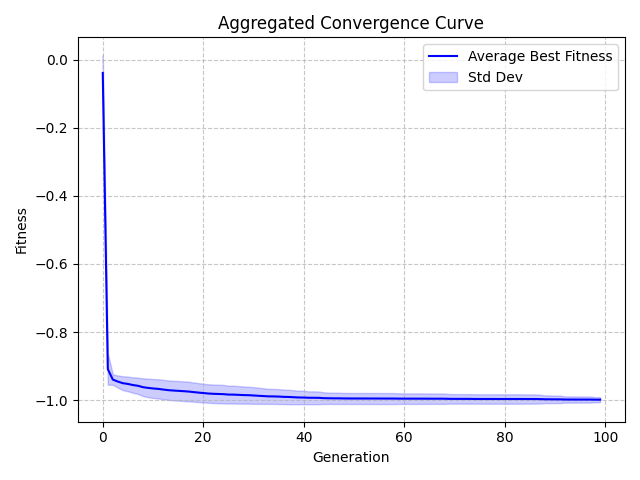 Aggregated Convergence Curve
Average Best Fitness
Std Dev
Fitness
0.0
−0.2
−0.4
−0.6
−0.8
−1.0
0 20 40 60 80 100
Generation